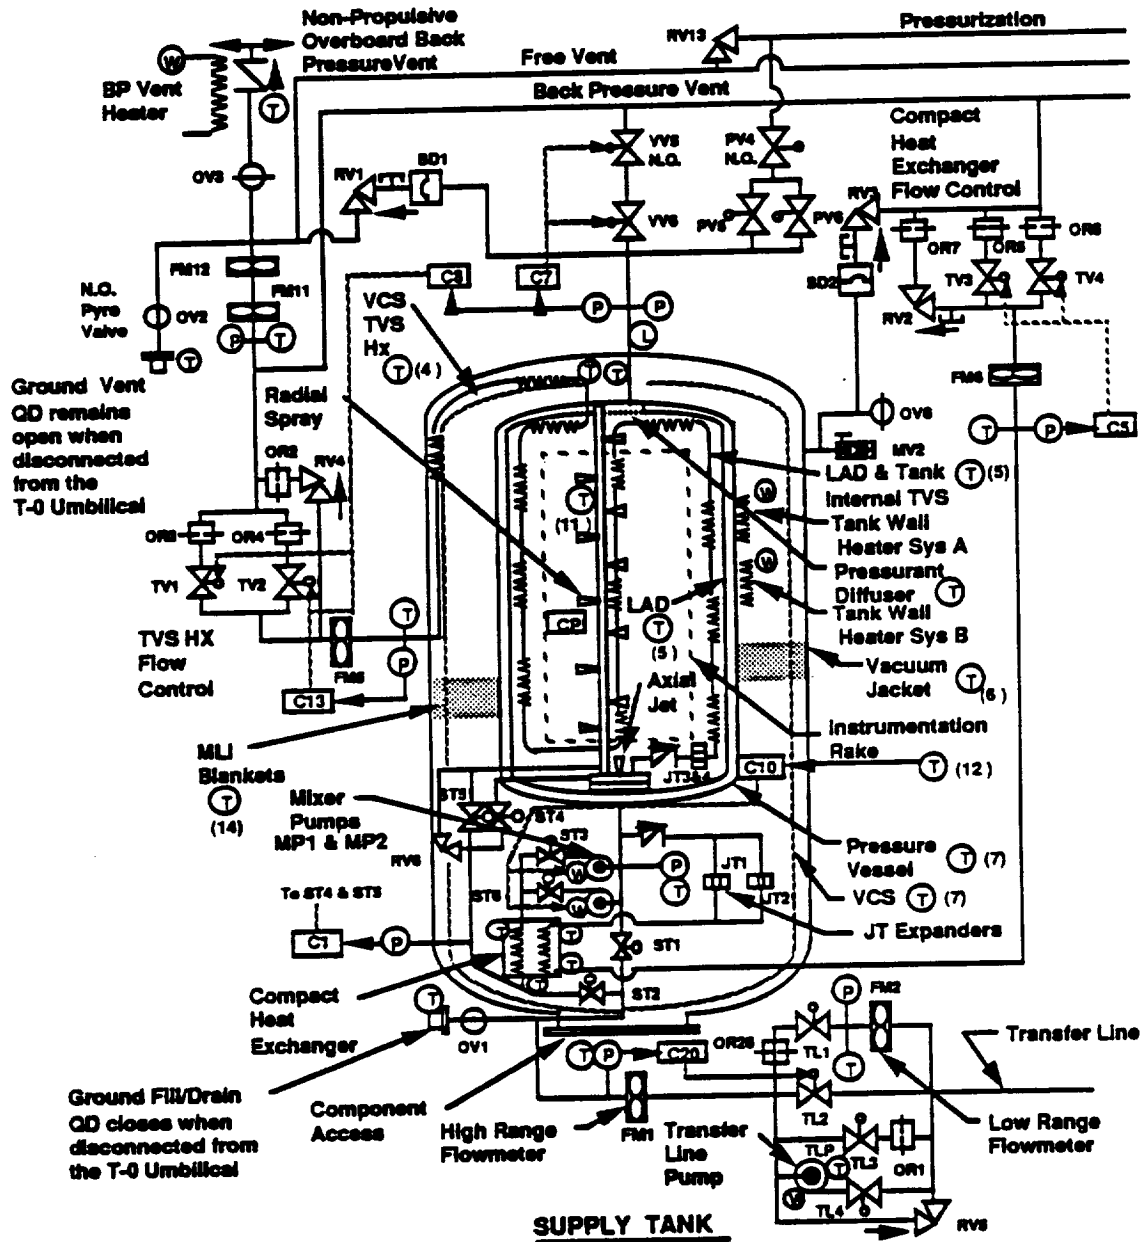 Non-Propulsive
Overboard Back
PressureVent
Pressurization
RV13
W
Free Vent
BP Vent
Heater
T
Back Pressure Vent
Compact
Heat
Exchanger
Flow Control
VV5
N.O.
PV4
N.O.
OV3
RV1
SD1
RV3
VV6
PV5
PV6
OR7
OR5
OR6
FM12
C8
C7
SD2
TV3
TV4
N.O.
Pyro
Valve
FM11
OV2
VCS
TVS
Hx
T (4)
P
P
RV2
P
T
T
L
FM4
Ground Vent
QD remains
open when
disconnected
from the
T-0 Umbilical
Radial
Spray
WWW
T
T
OV6
T
P
C5
WWW
WWW
MV2
LAD & Tank
Internal TVS
T (5)
OR2
RV4
T
(11)
W
Tank Wall
Heater Sys A
OR3
OR4
W
Pressurant
Diffuser
T
TV1
TV2
C9
LAD
T
(5)
Tank Wall
Heater Sys B
T
TVS HX
Flow
Control
FM5
P
Vacuum
Jacket
T
(6)
C13
Axial
Jet
Instrumentation
Rake
MLI
Blankets
T
(14)
JT3&4
C10
T (12)
Mixer
Pumps
MP1 & MP2
ST5
ST4
ST3
Pressure
Vessel
T (7)
RV6
W
P
T
JT1
JT2
VCS T (7)
To ST4 & ST5
ST6
W
JT Expanders
C1
P
T
T
T
T
ST1
Compact
Heat
Exchanger
T
ST2
P
FM2
OV1
Transfer Line
T
P
C20
OR26
TL1
T
Ground Fill/Drain
QD closes when
disconnected from
the T-0 Umbilical
Component
Access
High Range
Flowmeter
FM1
TL2
Low Range
Flowmeter
Transfer
Line
Pump
TLP
T
TL3
OR1
W
TL4
RV5
SUPPLY TANK